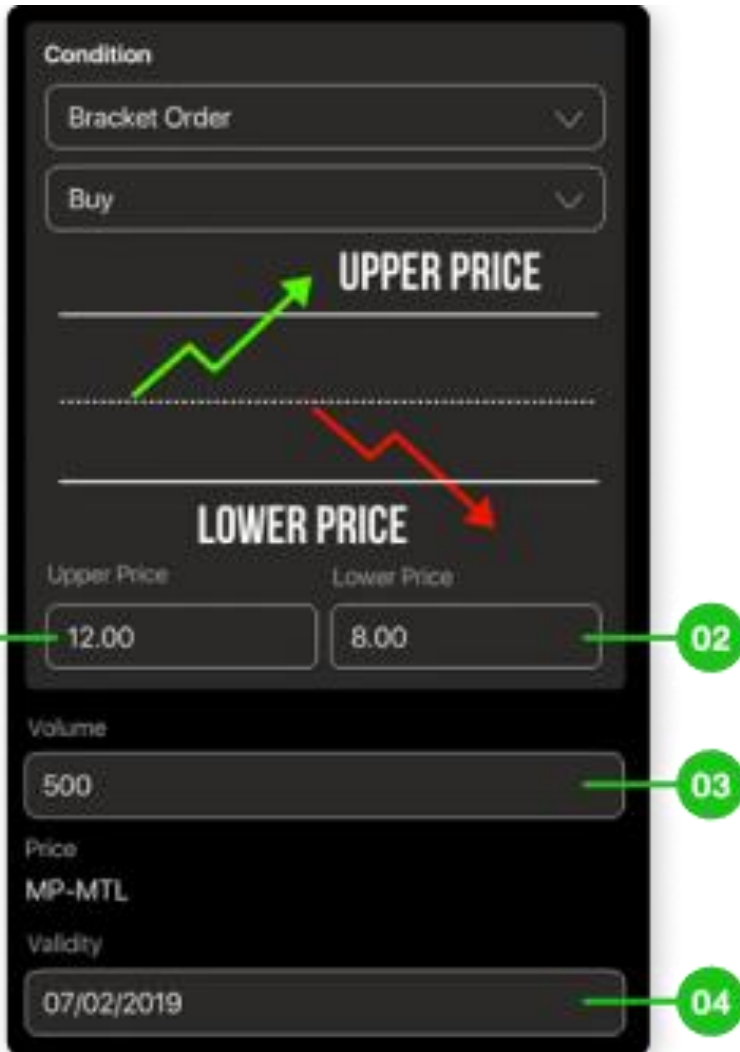 Condition
Bracket Order
Buy
UPPER PRICE
LOWER PRICE
Upper Price Lower Price
12.00 8.00 02
Volume
500 03
Price
MP-MTL
Validity
07/02/2019 04